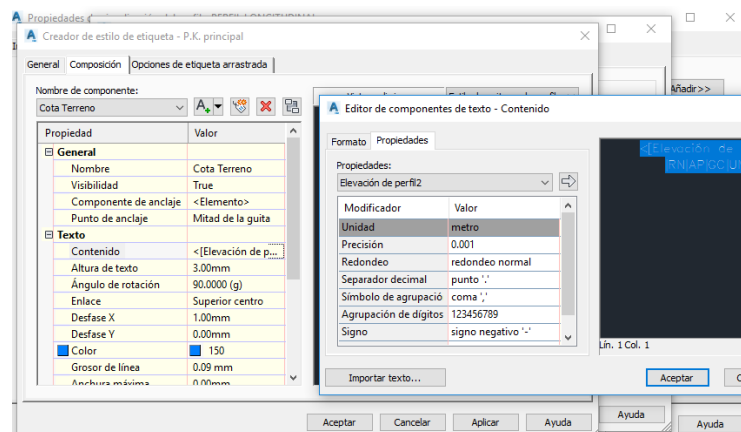 Propiedades d
PERFIL LONGITUDINAL
Creador de estilo de etiqueta - P.K. principal
General Composición Opciones de etiqueta arrastrada
Nombre de componente:
Cota Terreno
Propiedad Valor
General
Nombre Cota Terreno
Visibilidad True
Componente de anclaje <Elemento>
Punto de anclaje Mitad de la guita
Texto
Contenido <[Elevación de p...
Altura de texto 3.00mm
Ángulo de rotación 90.0000 (g)
Enlace Superior centro
Desfase X 1.00mm
Desfase Y 0.00mm
Color 150
Grosor de línea 0.09 mm
Anchura máxima 0.00mm
Aceptar Cancelar Aplicar Ayuda
Añadir>>
Editor de componentes de texto - Contenido
Formato Propiedades
Propiedades:
Elevación de perfil2
Modificador Valor
Unidad metro
Precisión 0.001
Redondeo redondeo normal
Separador decimal punto '.'
Símbolo de agrupació coma ','
Agrupación de dígitos 123456789
Signo signo negativo '-'
Importar texto...
<[Elevación de
RN|AP|GC|UN
Lín. 1 Col. 1
Aceptar C
Ayuda
Ayuda